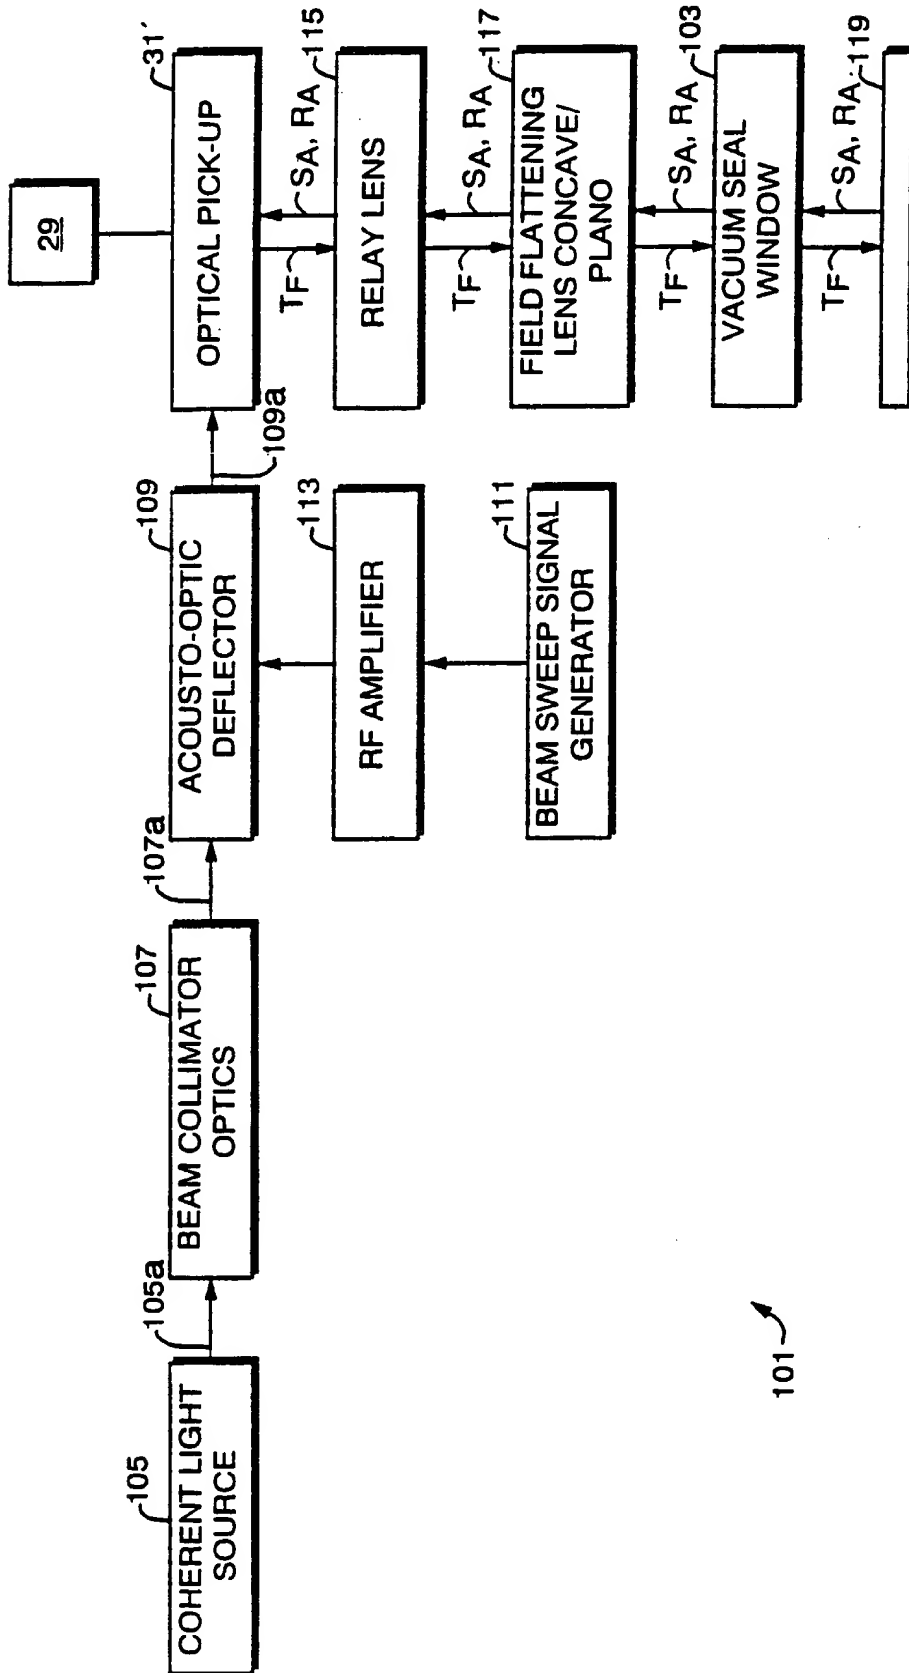 29
31'
OPTICAL PICK-UP
TF
SA, RA
115
RELAY LENS
TF
SA, RA
117
FIELD FLATTENING
LENS CONCAVE/
PLANO
TF
SA, RA
103
VACUUM SEAL
WINDOW
TF
SA, RA
119
109a
109
ACOUSTO-OPTIC
DEFLECTOR
113
RF AMPLIFIER
111
BEAM SWEEP SIGNAL
GENERATOR
107a
107
BEAM COLLIMATOR
OPTICS
105a
105
COHERENT LIGHT
SOURCE
101